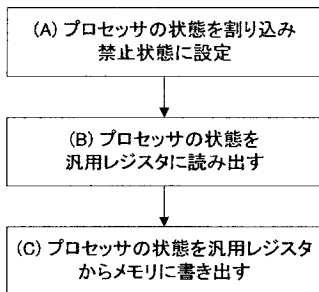 (A) プロセッサの状態を割り込み
禁止状態に設定
(B) プロセッサの状態を
汎用レジスタに読み出す
(C) プロセッサの状態を汎用レジスタ
からメモリに書き出す